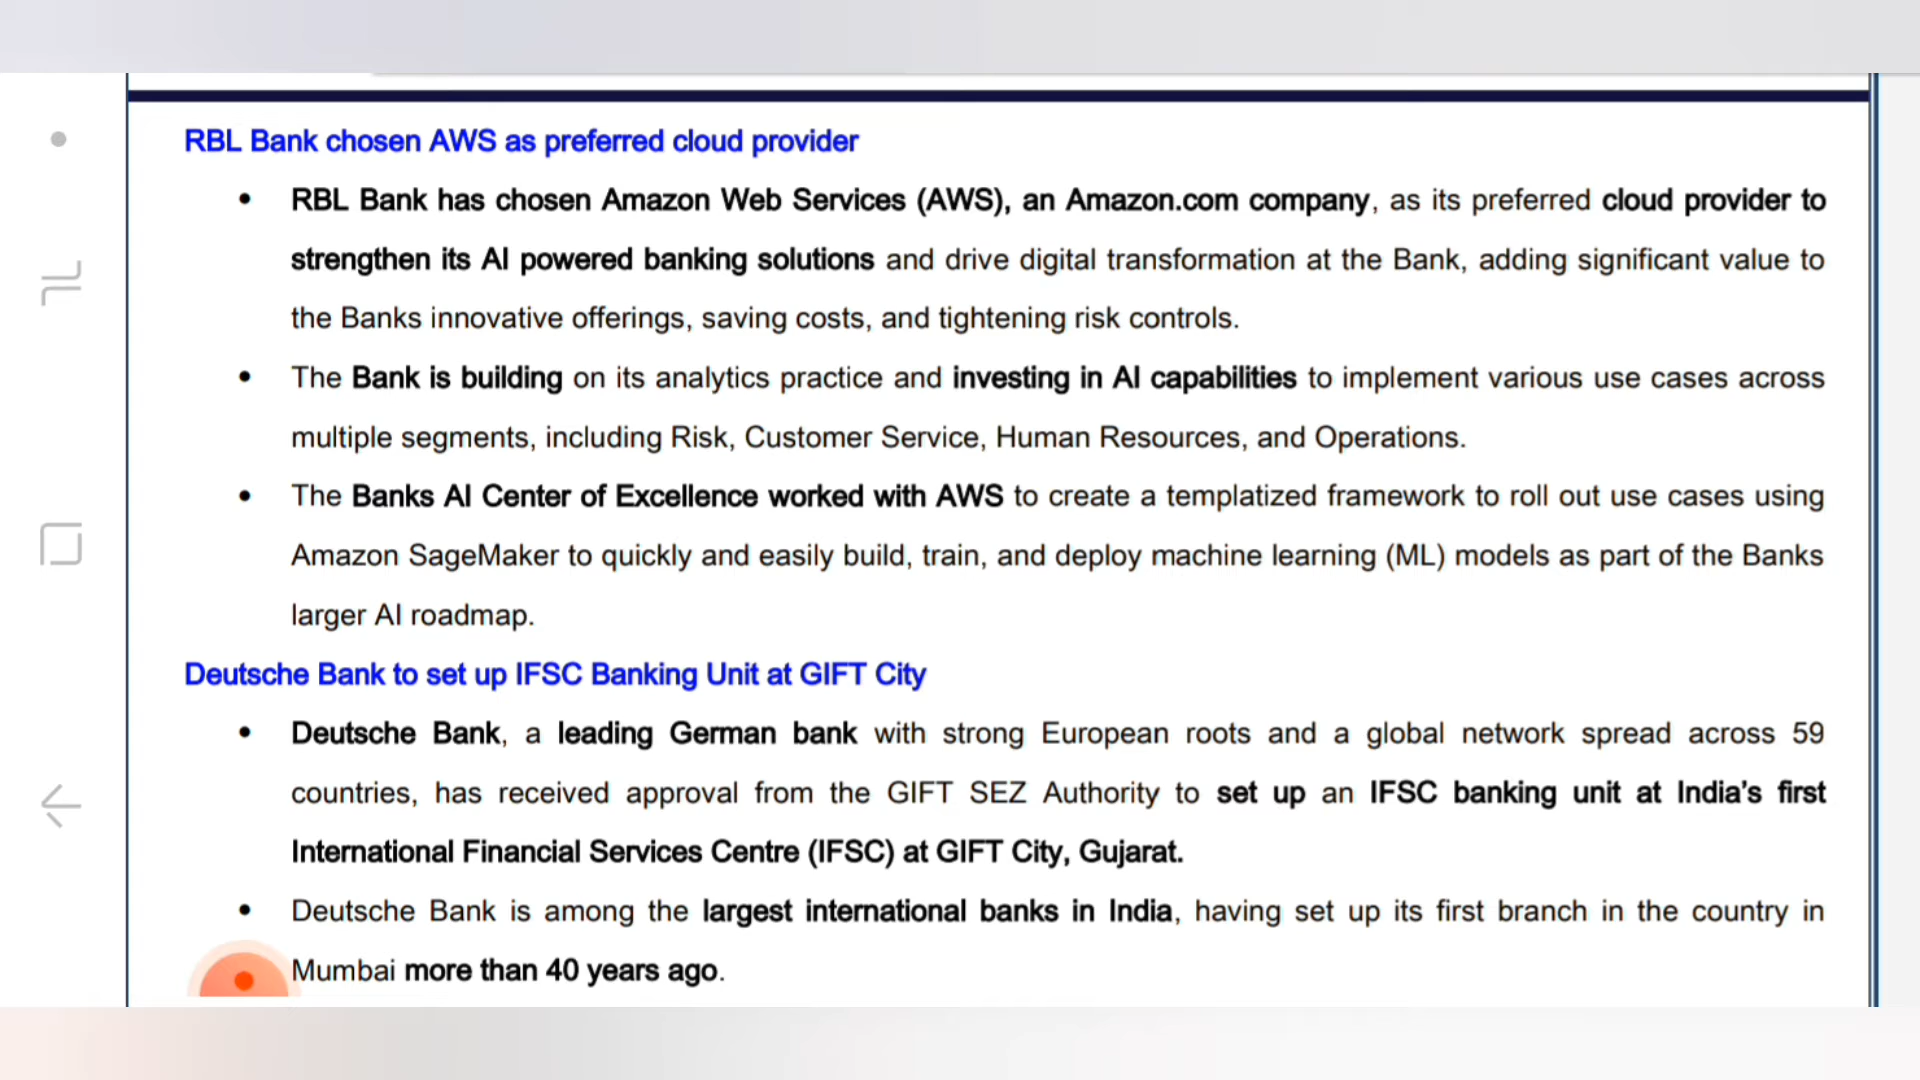 RBL Bank chosen AWS as preferred cloud provider
• RBL Bank has chosen Amazon Web Services (AWS), an Amazon.com company, as its preferred cloud provider to
strengthen its AI powered banking solutions and drive digital transformation at the Bank, adding significant value to
the Banks innovative offerings, saving costs, and tightening risk controls.
• The Bank is building on its analytics practice and investing in AI capabilities to implement various use cases across
multiple segments, including Risk, Customer Service, Human Resources, and Operations.
• The Banks AI Center of Excellence worked with AWS to create a templatized framework to roll out use cases using
Amazon SageMaker to quickly and easily build, train, and deploy machine learning (ML) models as part of the Banks
larger AI roadmap.
Deutsche Bank to set up IFSC Banking Unit at GIFT City
• Deutsche Bank, a leading German bank with strong European roots and a global network spread across 59
countries, has received approval from the GIFT SEZ Authority to set up an IFSC banking unit at India’s first
International Financial Services Centre (IFSC) at GIFT City, Gujarat.
• Deutsche Bank is among the largest international banks in India, having set up its first branch in the country in
Mumbai more than 40 years ago.